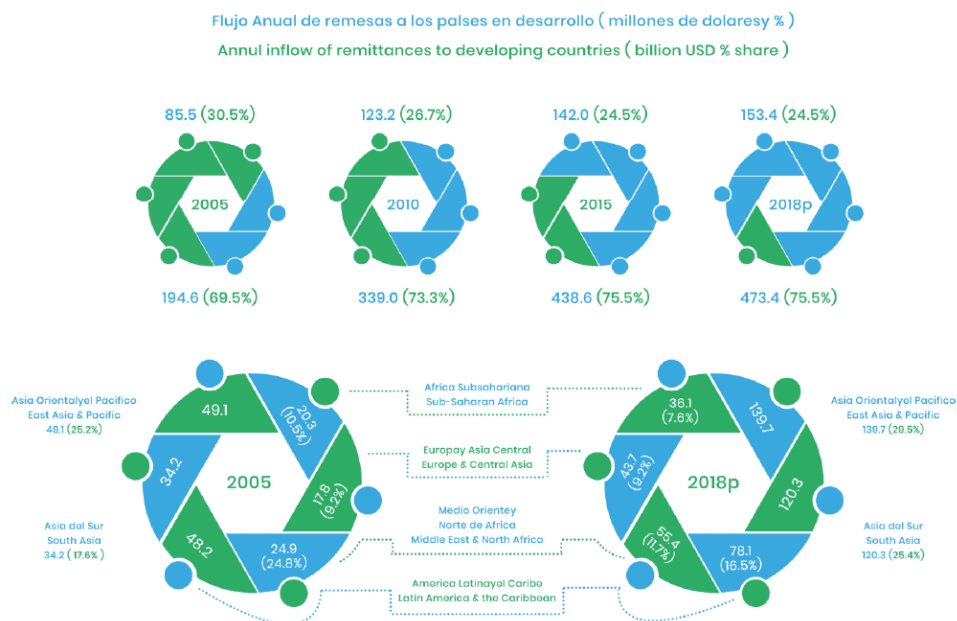 Flujo Anual de remesas a los palses en desarrollo ( millones de dolaresy % )
Annul inflow of remittances to developing countries ( billion USD % share )
85.5 (30.5%)
123.2 (26.7%)
142.0 (24.5%)
153.4 (24.5%)
2005
2010
2015
2018p
194.6 (69.5%)
339.0 (73.3%)
438.6 (75.5%)
473.4 (75.5%)
Asia Orientalyel Pacifico
East Asia & Pacific
49.1 (25.2%)
Asia del Sur
South Asia
34.2 (17.6%)
49.1
20.3
(10.5%)
34.2
2005
17.8
(9.2%)
48.2
24.9
(24.8%)
Africa Subsahariana
Sub-Saharan Africa
Europay Asia Central
Europe & Central Asia
Medio Orientey
Norte de Africa
Middle East & North Africa
America Latinayel Caribo
Latin America & the Carlbboan
36.1
(7.6%)
139.7
43.7
(9.2%)
2018p
120.3
55.4
(11.7%)
78.1
(16.5%)
Asia Orientalyel Pacifico
East Asia & Pacific
139.7 (29.5%)
Asia del Sur
South Asia
120.3 (25.4%)